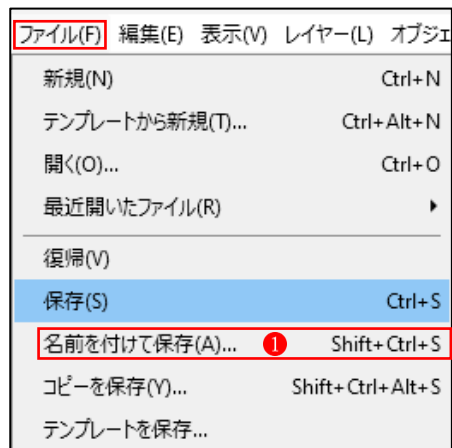 ファイル(F) 編集(E) 表示(V) レイヤー(L) オブジェ
新規(N) Ctrl+N
テンプレートから新規(T)... Ctrl+Alt+N
開く(O)... Ctrl+O
最近開いたファイル(R)
復帰(V)
保存(S) Ctrl+S
名前を付けて保存(A)... 1 Shift+Ctrl+S
コピーを保存(Y)... Shift+Ctrl+Alt+S
テンプレートを保存...